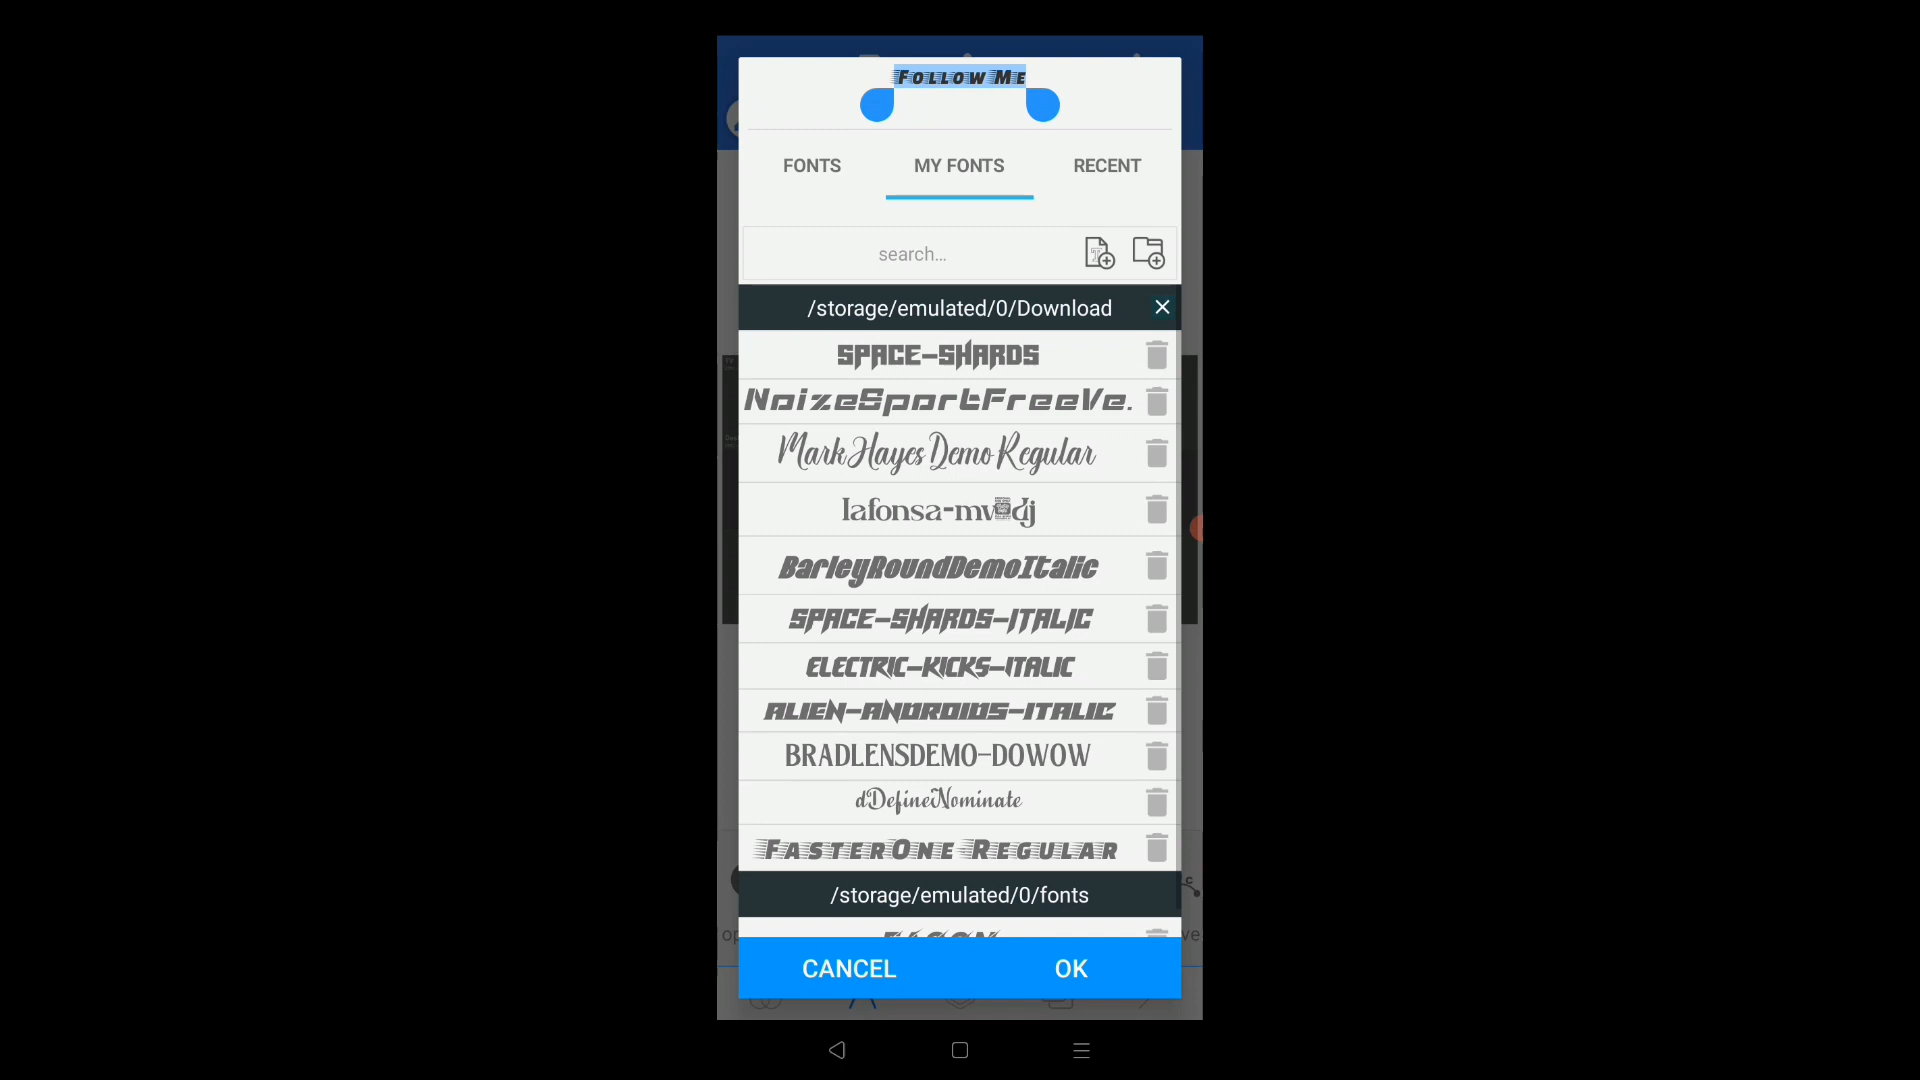 Follow Me
FONTS MY FONTS RECENT
search...
/storage/emulated/0/Download
SPACE-SHARDS
NoizeSportFreeVe.
Mark Hayes Demo Regular
BarleyRoundDemoItalic
SPACE-SHARDS-ITALIC
ELECTRIC-KICKS-ITALIC
ALIEN-ANDROIDS-ITALIC
BRADLENSDEMO-DOWOW
dDefineNominate
FasterOne Regular
/storage/emulated/0/fonts
CANCEL OK